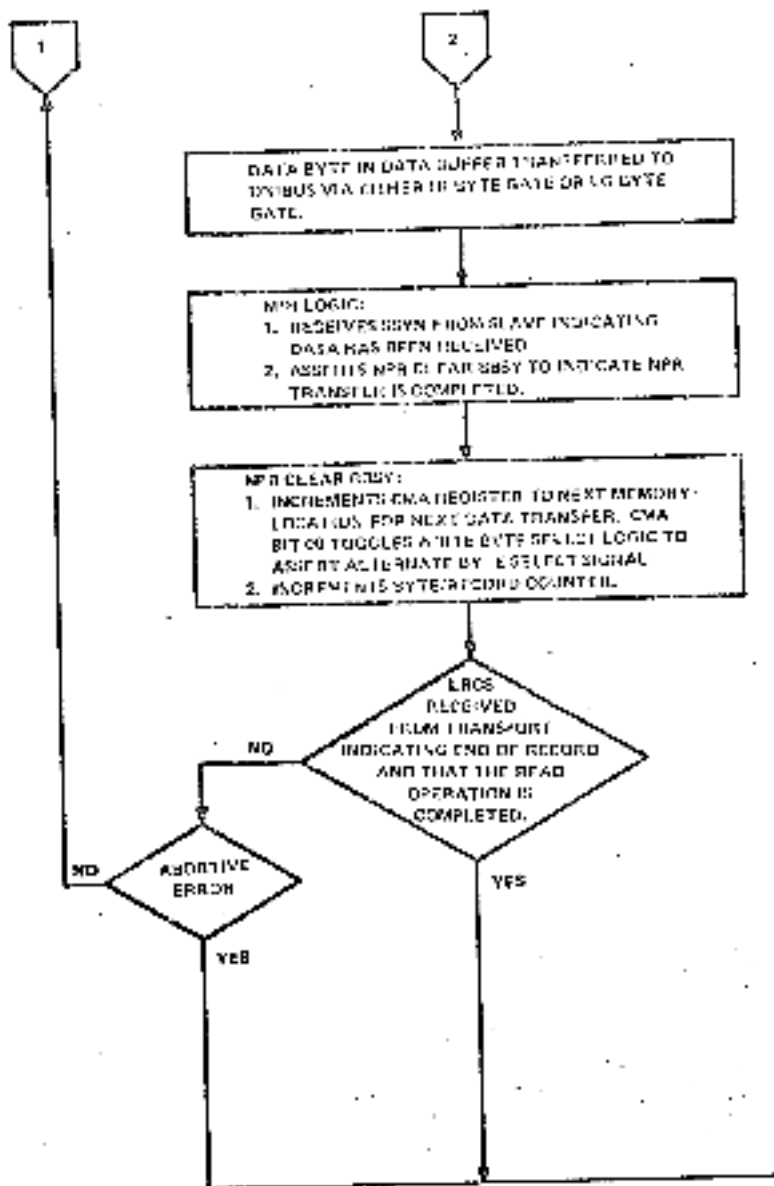 1
2
DATA BYTE IN DATA BUFFER TRANSFERRED TO
UNIBUS VIA EITHER HI BYTE GATE OR LO BYTE
GATE.
NPR LOGIC:
1. RECEIVES SSYN FROM SLAVE INDICATING
DATA HAS BEEN RECEIVED
2. ASSERTS NPR CLEAR BBSY TO INDICATE NPR
TRANSFER IS COMPLETED.
NPR CLEAR BBSY:
1. INCREMENTS CMA REGISTER TO NEXT MEMORY
LOCATION FOR NEXT DATA TRANSFER. CMA
BIT 00 TOGGLES BYTE SELECT LOGIC TO
ASSERT ALTERNATE BYTE SELECT SIGNAL
2. INCREMENTS BYTE/RECORD COUNTER.
LRCS
RECEIVED
FROM TRANSPORT
INDICATING END OF RECORD
AND THAT THE READ
OPERATION IS
COMPLETED.
NO
ABORTIVE
ERROR
NO
YES
YES